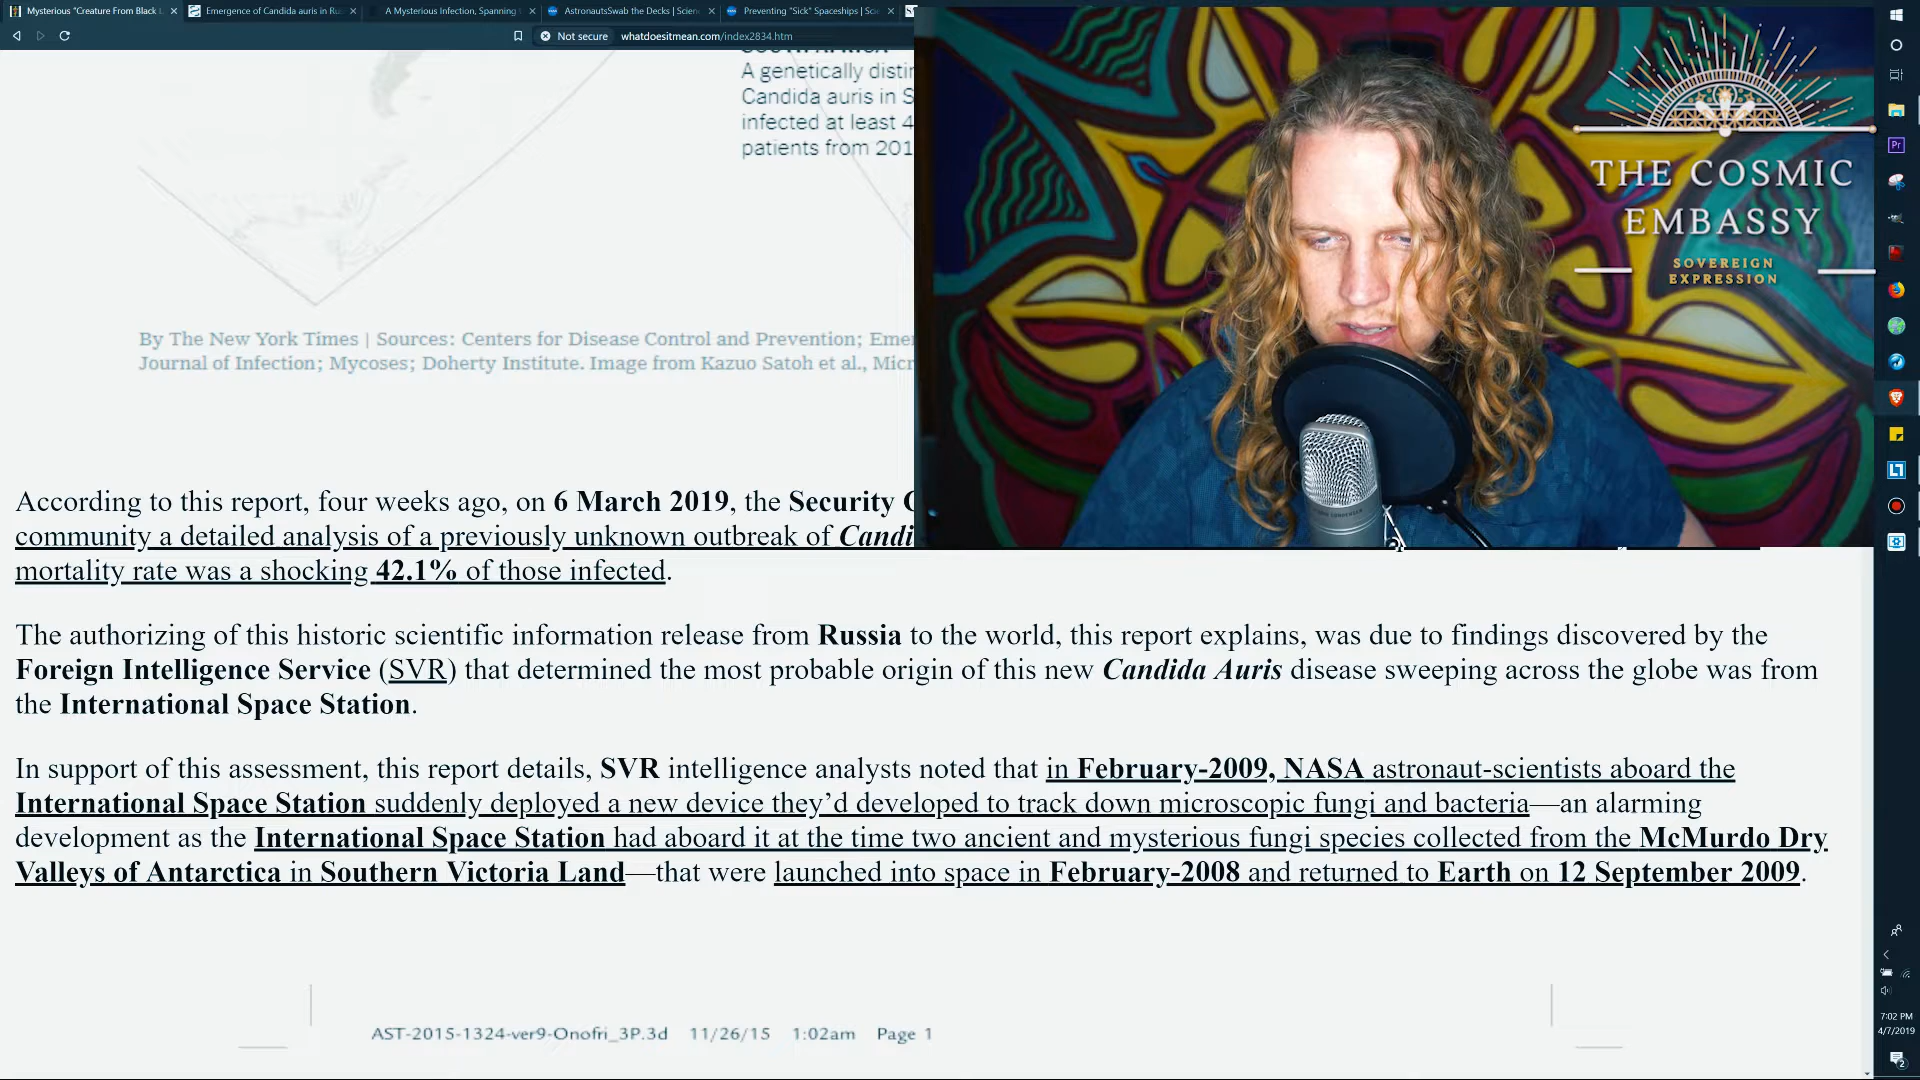 Mysterious "Creature From Black L
Emergence of Candida auris in Ru
A Mysterious Infection, Spanning
AstronautsSwab the Decks | Scien
Preventing "Sick" Spaceships | Sc
Not secure
whatdoesitmean.com/index2834.htm
A genetically distin
Candida auris in S
infected at least 4
patients from 201
THE COSMIC
EMBASSY
SOVEREIGN
EXPRESSION
By The New York Times | Sources: Centers for Disease Control and Prevention; Eme
Journal of Infection; Mycoses; Doherty Institute. Image from Kazuo Satoh et al., Micr
According to this report, four weeks ago, on 6 March 2019, the Security C
community a detailed analysis of a previously unknown outbreak of Candi
mortality rate was a shocking 42.1% of those infected.
The authorizing of this historic scientific information release from Russia to the world, this report explains, was due to findings discovered by the
Foreign Intelligence Service (SVR) that determined the most probable origin of this new Candida Auris disease sweeping across the globe was from
the International Space Station.
In support of this assessment, this report details, SVR intelligence analysts noted that in February-2009, NASA astronaut-scientists aboard the
International Space Station suddenly deployed a new device they'd developed to track down microscopic fungi and bacteria—an alarming
development as the International Space Station had aboard it at the time two ancient and mysterious fungi species collected from the McMurdo Dry
Valleys of Antarctica in Southern Victoria Land—that were launched into space in February-2008 and returned to Earth on 12 September 2009.
AST-2015-1324-ver9-Onofri_3P.3d 11/26/15 1:02am Page 1
Pr
7:02 PM
4/7/2019
2